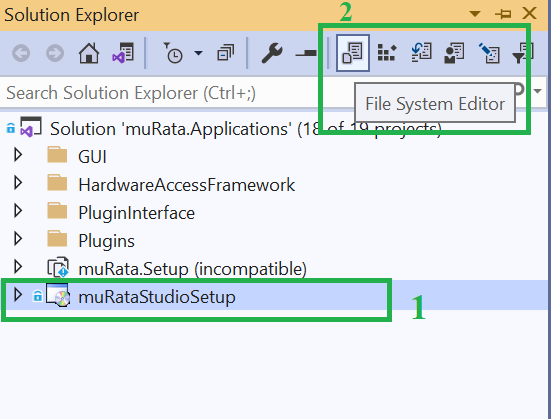 Solution Explorer
2
Search Solution Explorer (Ctrl+;)
File System Editor
Solution 'muRata.Applications' (18 of 19 projects)
GUI
HardwareAccessFramework
PluginInterface
Plugins
muRata.Setup (incompatible)
muRataStudioSetup
1